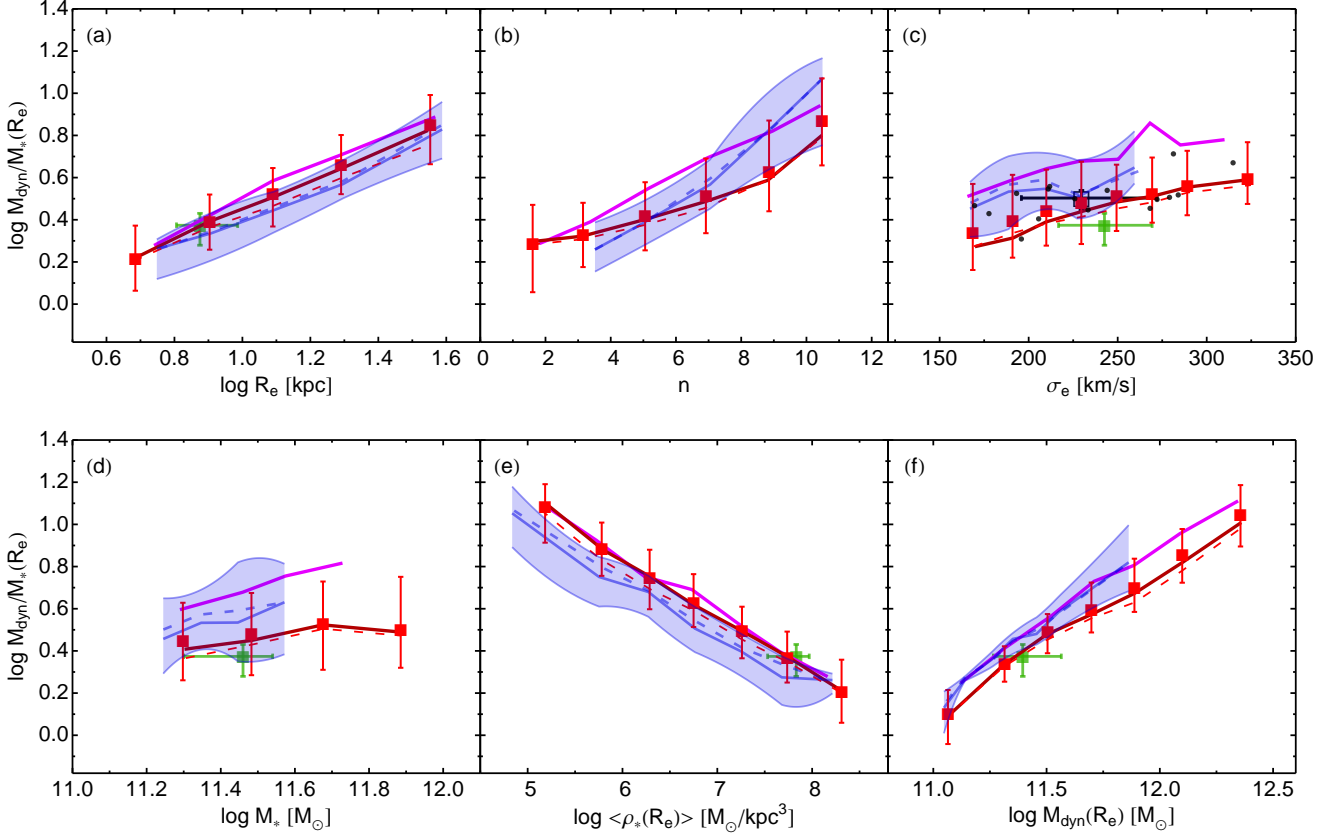 (a) (b) (c)
1.4
1.2
1.0
0.8
0.6
0.4
0.2
0.0
log M_dyn/M_*(R_e)
0.6 0.8 1.0 1.2 1.4 1.6 0 2 4 6 8 10 12 150 200 250 300 350
log R_e [kpc] n σ_e [km/s]
(d) (e) (f)
1.4
1.2
1.0
0.8
0.6
0.4
0.2
0.0
log M_dyn/M_*(R_e)
11.0 11.2 11.4 11.6 11.8 12.0 5 6 7 8 11.0 11.5 12.0 12.5
log M_* [M_⊙] log <ρ_*(R_e)> [M_⊙/kpc^3] log M_dyn(R_e) [M_⊙]